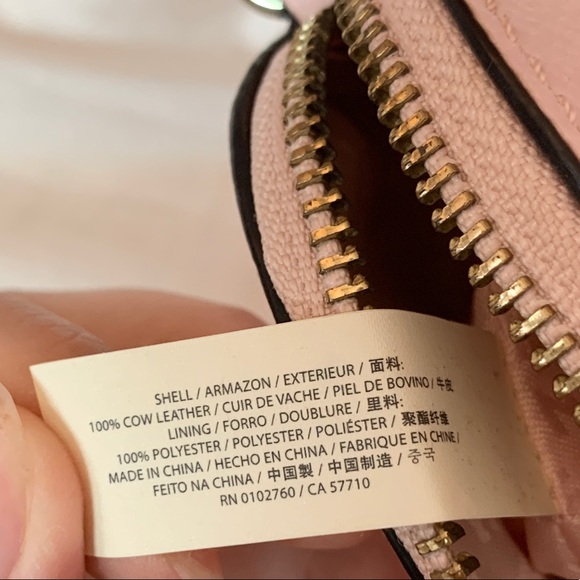 SHELL / ARMAZON / EXTERIEUR / 面料:
100% COW LEATHER / CUIR DE VACHE / PIEL DE BOVINO / 牛皮
LINING / FORRO / DOUBLURE / 里料:
100% POLYESTER / POLYESTER / POLIÉSTER / 聚酯纤维
MADE IN CHINA / HECHO EN CHINA / FABRIQUE EN CHINE /
FEITO NA CHINA / 中國製 / 中国制造 / 중국
RN 0102760 / CA 57710